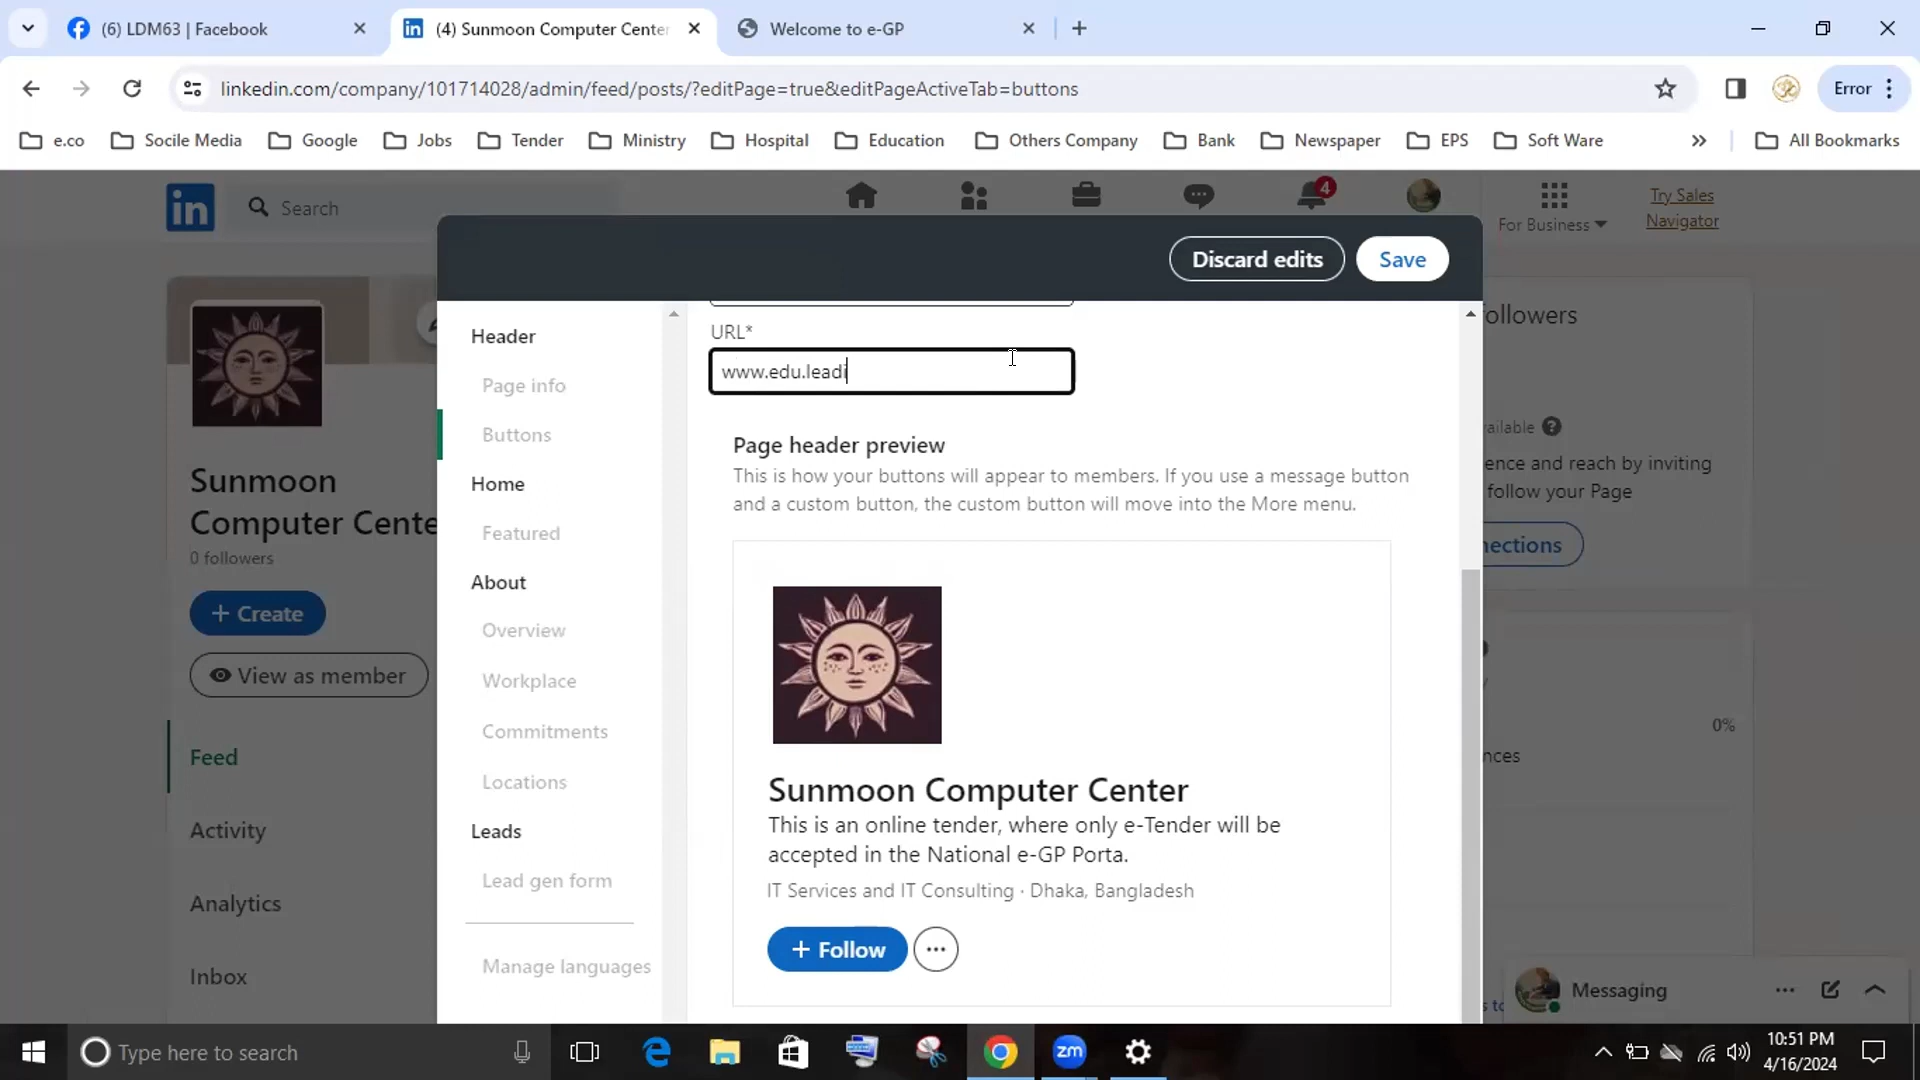 (6) LDM63 | Facebook
(4) Sunmoon Computer Center
Welcome to e-GP
linkedin.com/company/101714028/admin/feed/posts/?editPage=true&editPageActiveTab=buttons
Error
e.co
Socile Media
Google
Jobs
Tender
Ministry
Hospital
Education
Others Company
Bank
Newspaper
EPS
Soft Ware
»
All Bookmarks
in
Search
4
For Business
Try Sales
Navigator
Discard edits
Save
Sunmoon
Computer Cente
0 followers
+ Create
View as member
Feed
Activity
Analytics
Inbox
Header
Page info
Buttons
Home
Featured
About
Overview
Workplace
Commitments
Locations
Leads
Lead gen form
Manage languages
URL*
www.edu.leadi
Page header preview
This is how your buttons will appear to members. If you use a message button
and a custom button, the custom button will move into the More menu.
Sunmoon Computer Center
This is an online tender, where only e-Tender will be
accepted in the National e-GP Porta.
IT Services and IT Consulting · Dhaka, Bangladesh
+ Follow
ollowers
ailable
ence and reach by inviting
follow your Page
nections
0%
nces
Messaging
Type here to search
zm
10:51 PM
4/16/2024